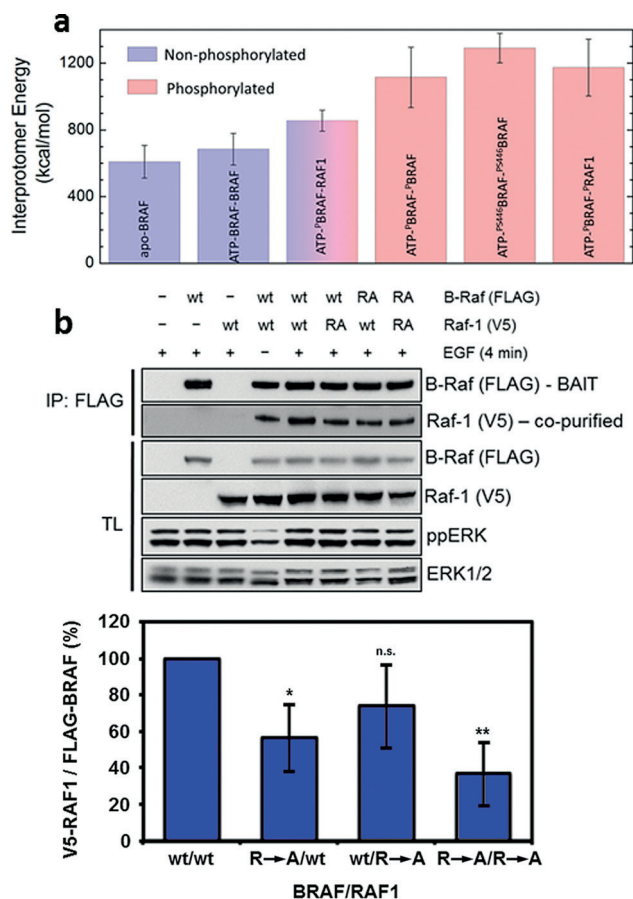 a
Interprotomer Energy
(kcal/mol)
1200
800
400
0
Non-phosphorylated
Phosphorylated
apo-BRAF
ATP-BRAF-BRAF
ATP-ᴾBRAF-RAF1
ATP-ᴾBRAF-ᴾBRAF
ATP-ᴾˢ⁴⁴⁶BRAF-ᴾˢ⁴⁴⁶BRAF
ATP-ᴾBRAF-ᴾRAF1
b
– wt – wt wt wt RA RA B-Raf (FLAG)
– – wt wt wt RA wt RA Raf-1 (V5)
+ + + – + + + + EGF (4 min)
IP: FLAG
B-Raf (FLAG) - BAIT
Raf-1 (V5) – co-purified
TL
B-Raf (FLAG)
Raf-1 (V5)
ppERK
ERK1/2
V5-RAF1 / FLAG-BRAF (%)
120
100
80
60
40
20
0
*
n.s.
**
wt/wt R→A/wt wt/R→A R→A/R→A
BRAF/RAF1